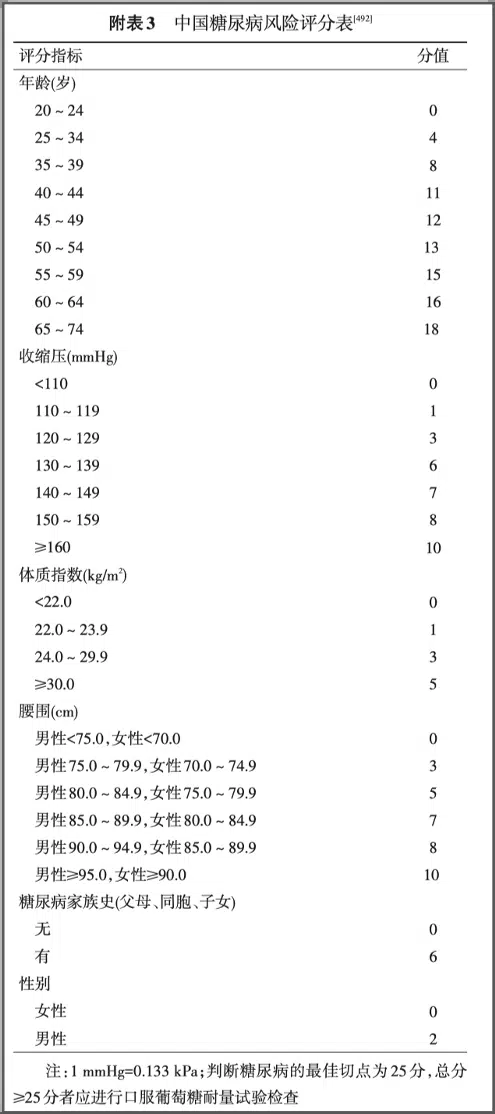 附表3 中国糖尿病风险评分表[492]
评分指标 分值
年龄(岁)
20～24 0
25～34 4
35～39 8
40～44 11
45～49 12
50～54 13
55～59 15
60～64 16
65～74 18
收缩压(mmHg)
<110 0
110～119 1
120～129 3
130～139 6
140～149 7
150～159 8
≥160 10
体质指数(kg/m²)
<22.0 0
22.0～23.9 1
24.0～29.9 3
≥30.0 5
腰围(cm)
男性<75.0,女性<70.0 0
男性75.0～79.9,女性70.0～74.9 3
男性80.0～84.9,女性75.0～79.9 5
男性85.0～89.9,女性80.0～84.9 7
男性90.0～94.9,女性85.0～89.9 8
男性≥95.0,女性≥90.0 10
糖尿病家族史(父母、同胞、子女)
无 0
有 6
性别
女性 0
男性 2
注:1 mmHg=0.133 kPa;判断糖尿病的最佳切点为25分,总分
≥25分者应进行口服葡萄糖耐量试验检查